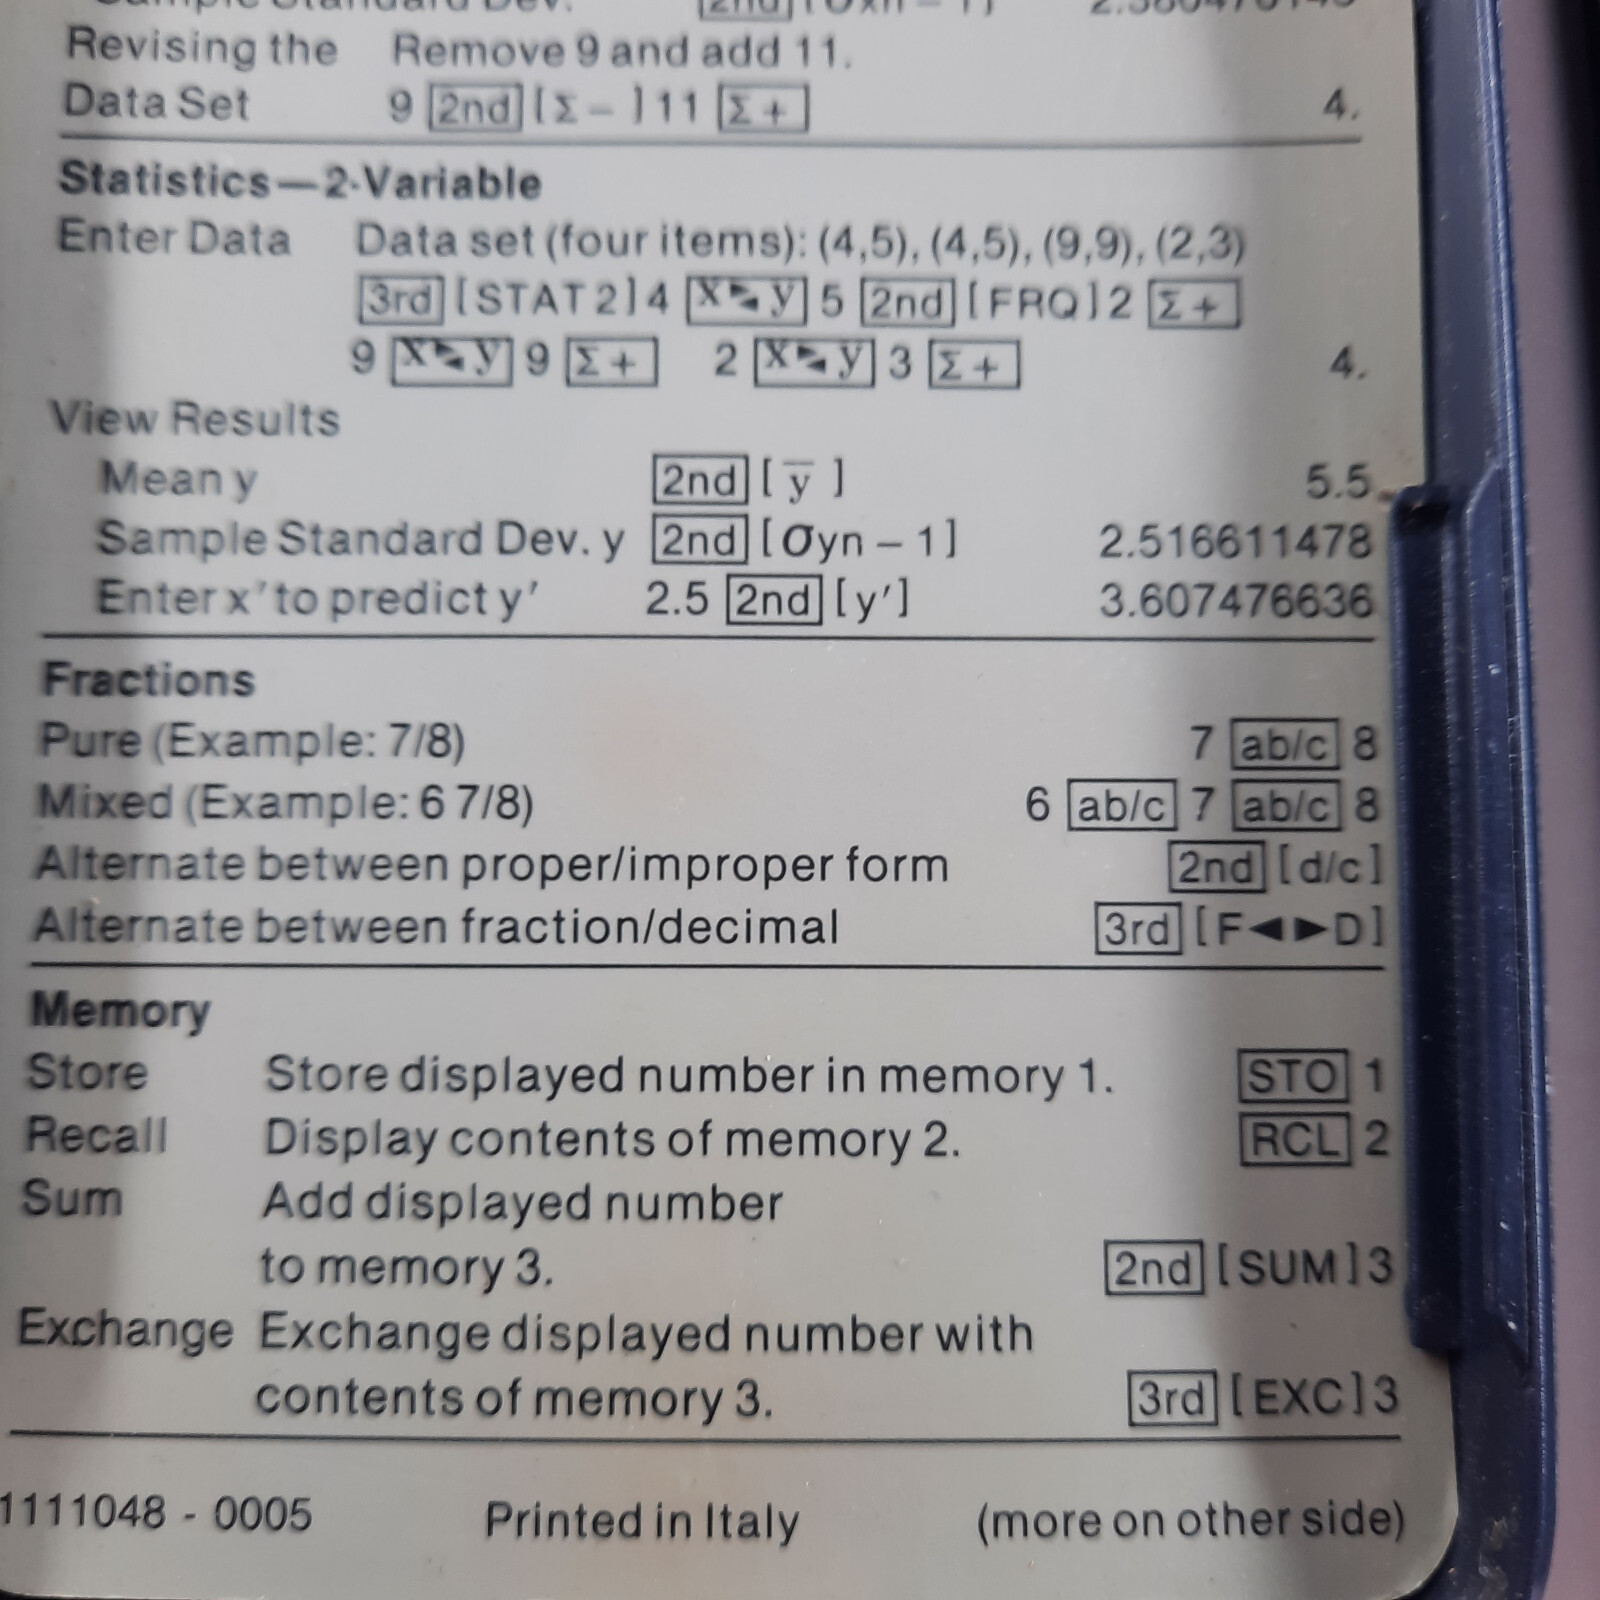 Sample Standard Dev. 2nd [σxn – 1]
Revising the Remove 9 and add 11.
Data Set 9 2nd [Σ – ] 11 Σ+ 4.
Statistics—2-Variable
Enter Data Data set (four items): (4,5), (4,5), (9,9), (2,3)
3rd [STAT 2] 4 x⇄y 5 2nd [FRQ] 2 Σ+
9 x⇄y 9 Σ+ 2 x⇄y 3 Σ+ 4.
View Results
Mean y 2nd [ ȳ ] 5.5
Sample Standard Dev. y 2nd [σyn – 1] 2.516611478
Enter x′ to predict y′ 2.5 2nd [y′] 3.607476636
Fractions
Pure (Example: 7/8) 7 ab/c 8
Mixed (Example: 6 7/8) 6 ab/c 7 ab/c 8
Alternate between proper/improper form 2nd [d/c]
Alternate between fraction/decimal 3rd [F◄►D]
Memory
Store Store displayed number in memory 1. STO 1
Recall Display contents of memory 2. RCL 2
Sum Add displayed number
to memory 3. 2nd [SUM] 3
Exchange Exchange displayed number with
contents of memory 3. 3rd [EXC] 3
1111048 - 0005 Printed in Italy (more on other side)